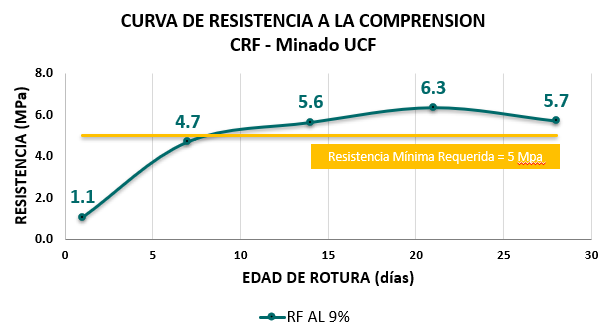 CURVA DE RESISTENCIA A LA COMPRESION
CRF - Minado UCF
RESISTENCIA (MPa)
8.0
6.0
4.0
2.0
0.0
1.1
4.7
5.6
6.3
5.7
Resistencia Mínima Requerida = 5 Mpa
0
5
10
15
20
25
30
EDAD DE ROTURA (días)
RF AL 9%